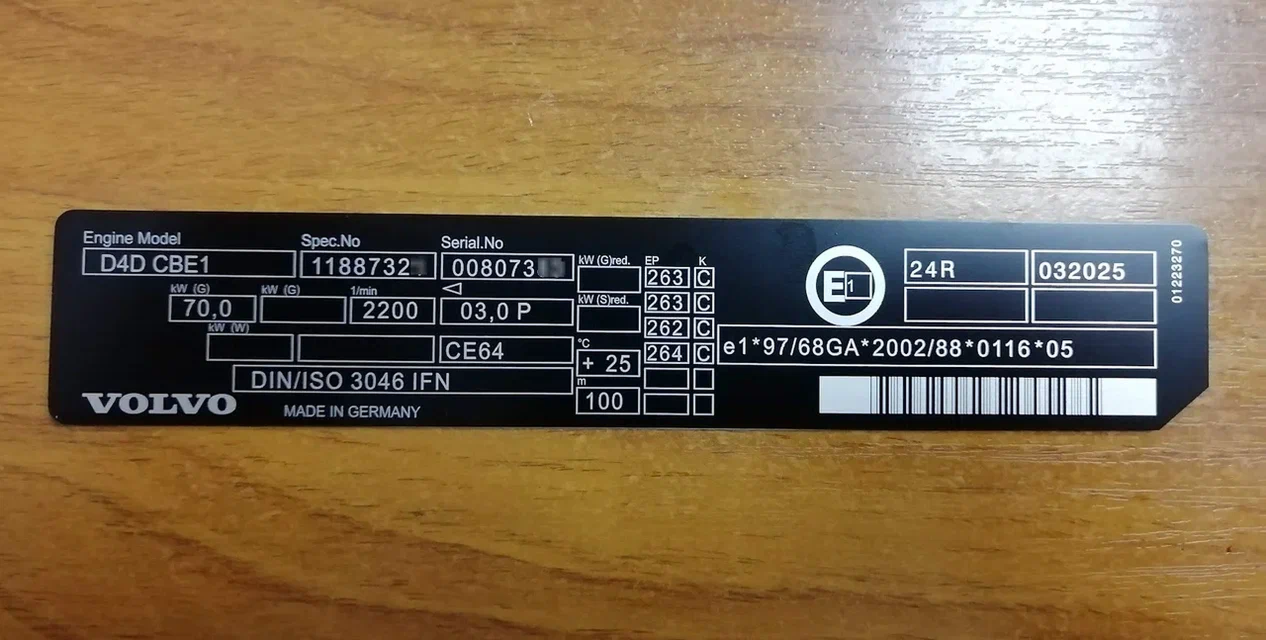 Engine Model Spec.No Serial.No
D4D CBE1 1188732 008073
kW (G) kW (G) 1/min
70,0 2200 03,0 P
kW (W)
CE64
DIN/ISO 3046 IFN
VOLVO MADE IN GERMANY
kW (G)red.
kW (S)red.
°C
+ 25
m
100
EP K
263 C
263 C
262 C
264 C
E1
24R 032025
e1*97/68GA*2002/88*0116*05
01223270